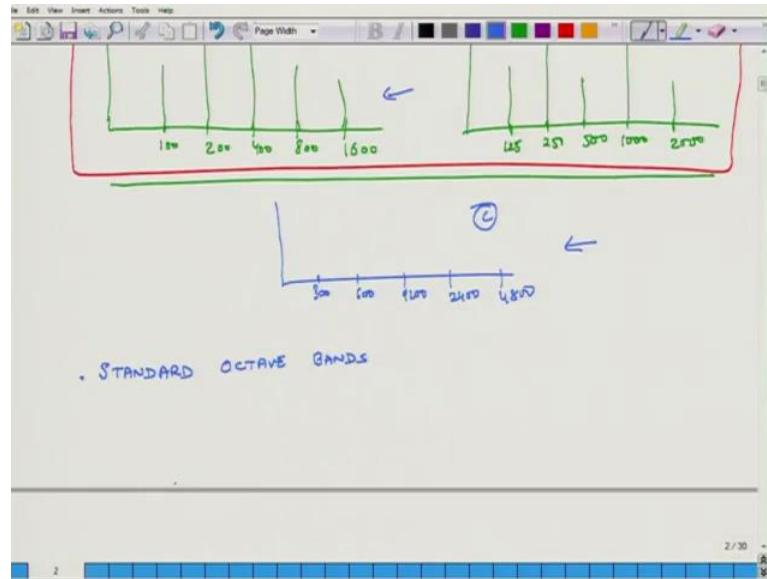 Edit View Insert Actions Tools Help
Page Width
B I
100 200 400 800 1600
125 250 500 1000 2000
C
300 600 1200 2400 4800
. STANDARD OCTAVE BANDS
2/30
2